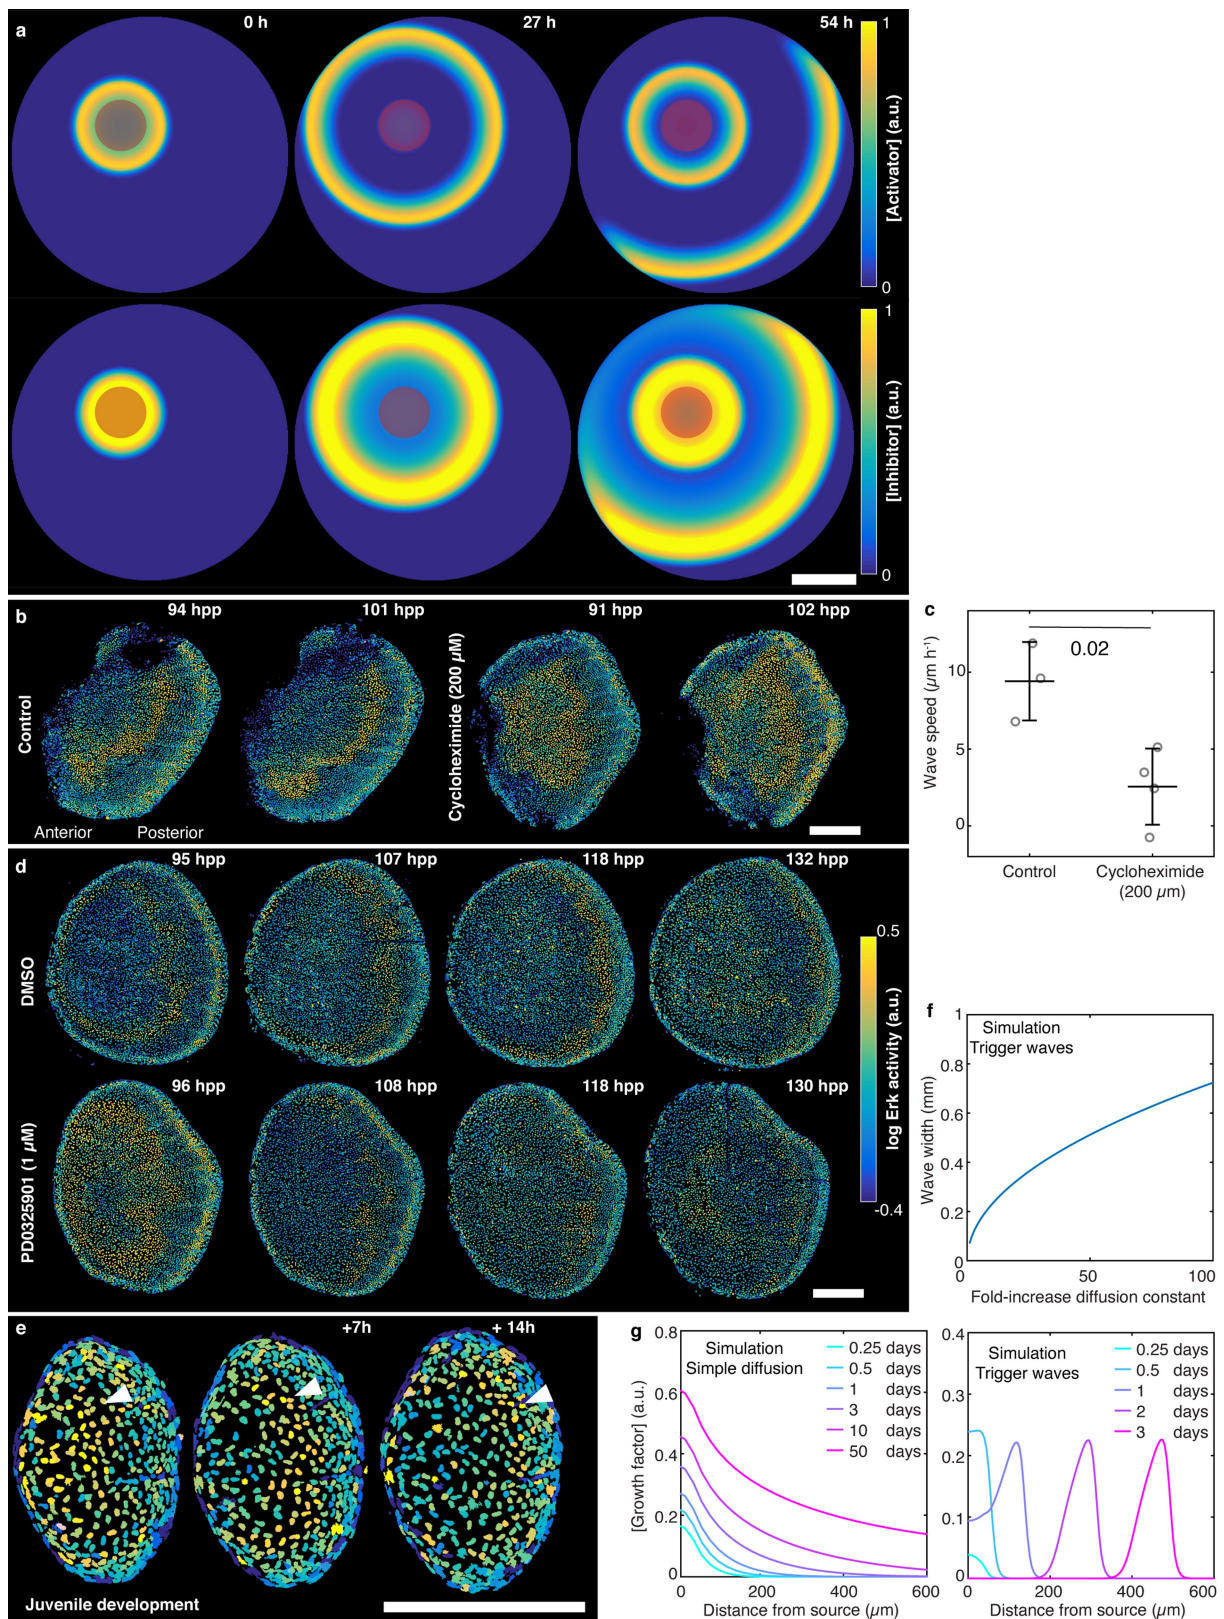 a
0 h
27 h
54 h
1
[Activator] (a.u.)
0
1
[Inhibitor] (a.u.)
0
b
94 hpp
101 hpp
91 hpp
102 hpp
Control
Cycloheximide (200 µM)
Anterior
Posterior
c
Wave speed (µm h⁻¹)
10
5
0
0.02
Control
Cycloheximide
(200 µm)
d
95 hpp
107 hpp
118 hpp
132 hpp
DMSO
96 hpp
108 hpp
118 hpp
130 hpp
PD0325901 (1 µM)
0.5
log Erk activity (a.u.)
-0.4
e
+7h
+ 14h
Juvenile development
f
Simulation
Trigger waves
Wave width (mm)
1
0.8
0.6
0.4
0.2
0
0
50
100
Fold-increase diffusion constant
g
Simulation
Simple diffusion
0.25 days
0.5 days
1 days
3 days
10 days
50 days
[Growth factor] (a.u.)
0.8
0.6
0.4
0.2
0
0
200
400
600
Distance from source (µm)
Simulation
Trigger waves
0.25 days
0.5 days
1 days
2 days
3 days
0.4
0.3
0.2
0.1
0
0
200
400
600
Distance from source (µm)